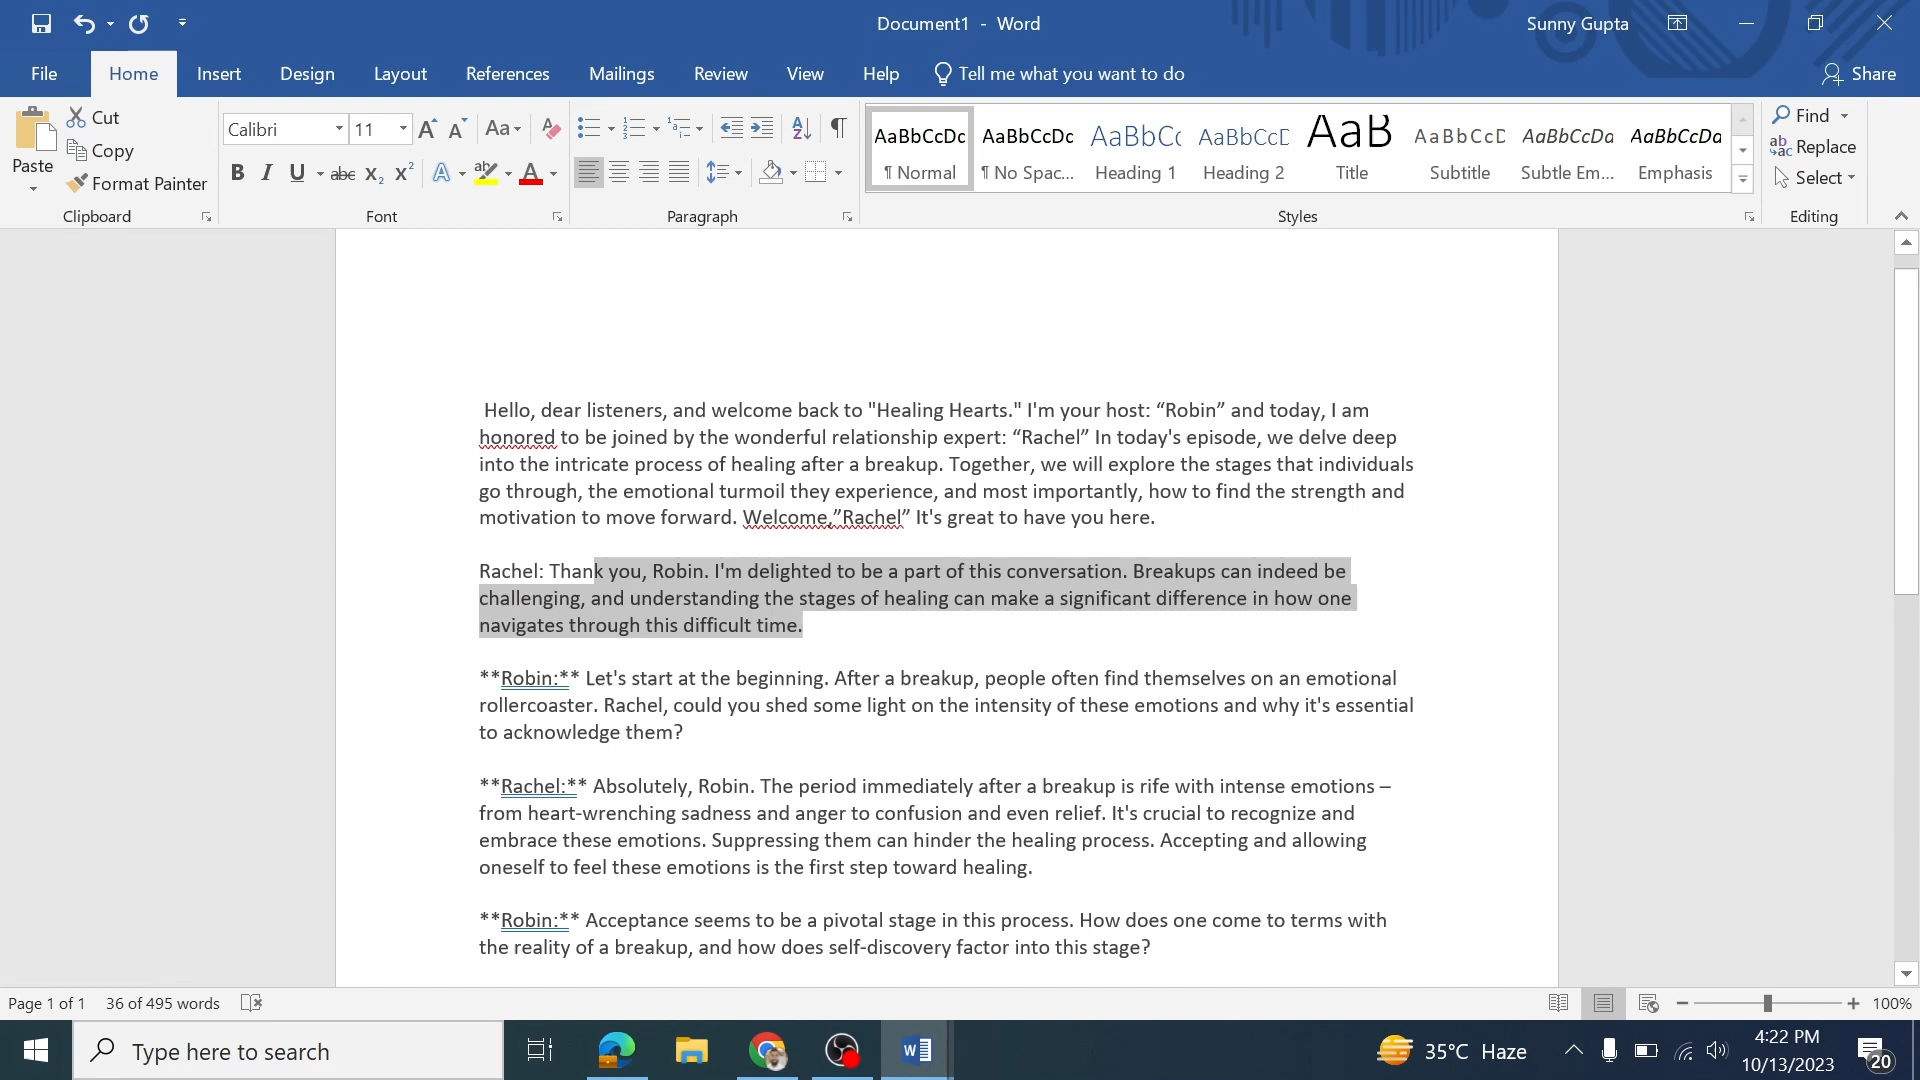 Document1 - Word
Sunny Gupta
File Home Insert Design Layout References Mailings Review View Help Tell me what you want to do Share
Paste
Cut
Copy
Format Painter
Clipboard
Calibri 11 Aa
B I U abc X₂ X² A ab A
Font
Paragraph
AaBbCcDc AaBbCcDc AaBbCc AaBbCcD AaB AaBbCcD AaBbCcDa AaBbCcDa
¶ Normal ¶ No Spac... Heading 1 Heading 2 Title Subtitle Subtle Em... Emphasis
Styles
Find
Replace
Select
Editing
Hello, dear listeners, and welcome back to "Healing Hearts." I'm your host: “Robin” and today, I am
honored to be joined by the wonderful relationship expert: “Rachel” In today's episode, we delve deep
into the intricate process of healing after a breakup. Together, we will explore the stages that individuals
go through, the emotional turmoil they experience, and most importantly, how to find the strength and
motivation to move forward. Welcome,”Rachel” It's great to have you here.
Rachel: Thank you, Robin. I'm delighted to be a part of this conversation. Breakups can indeed be
challenging, and understanding the stages of healing can make a significant difference in how one
navigates through this difficult time.
**Robin:** Let's start at the beginning. After a breakup, people often find themselves on an emotional
rollercoaster. Rachel, could you shed some light on the intensity of these emotions and why it's essential
to acknowledge them?
**Rachel:** Absolutely, Robin. The period immediately after a breakup is rife with intense emotions –
from heart-wrenching sadness and anger to confusion and even relief. It's crucial to recognize and
embrace these emotions. Suppressing them can hinder the healing process. Accepting and allowing
oneself to feel these emotions is the first step toward healing.
**Robin:** Acceptance seems to be a pivotal stage in this process. How does one come to terms with
the reality of a breakup, and how does self-discovery factor into this stage?
Page 1 of 1 36 of 495 words 100%
Type here to search
35°C Haze
4:22 PM
10/13/2023
20